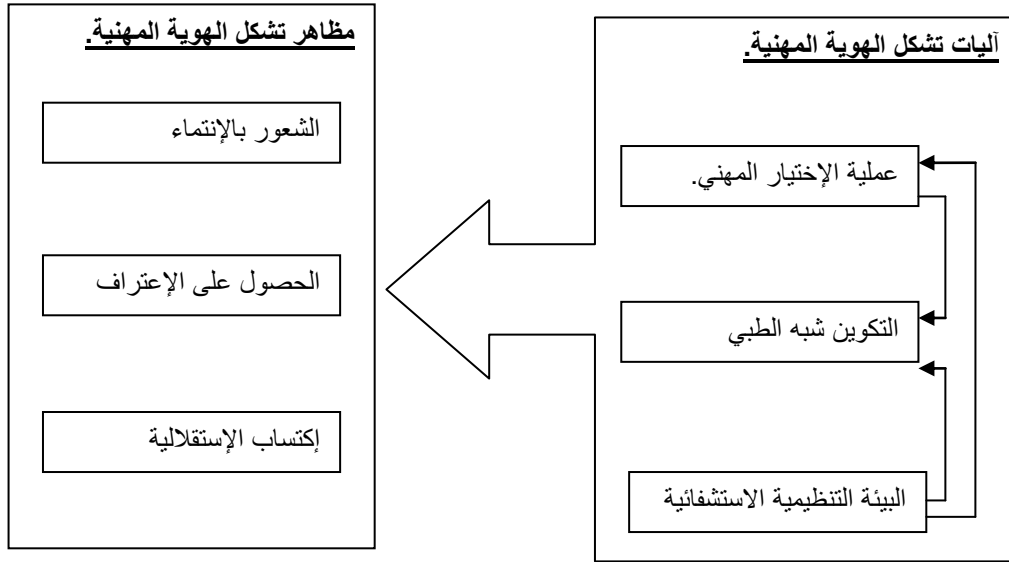 آليات تشكل الهوية المهنية.
عملية الإختيار المهني.
التكوين شبه الطبي
البيئة التنظيمية الاستشفائية
مظاهر تشكل الهوية المهنية.
الشعور بالإنتماء
الحصول على الإعتراف
إكتساب الإستقلالية